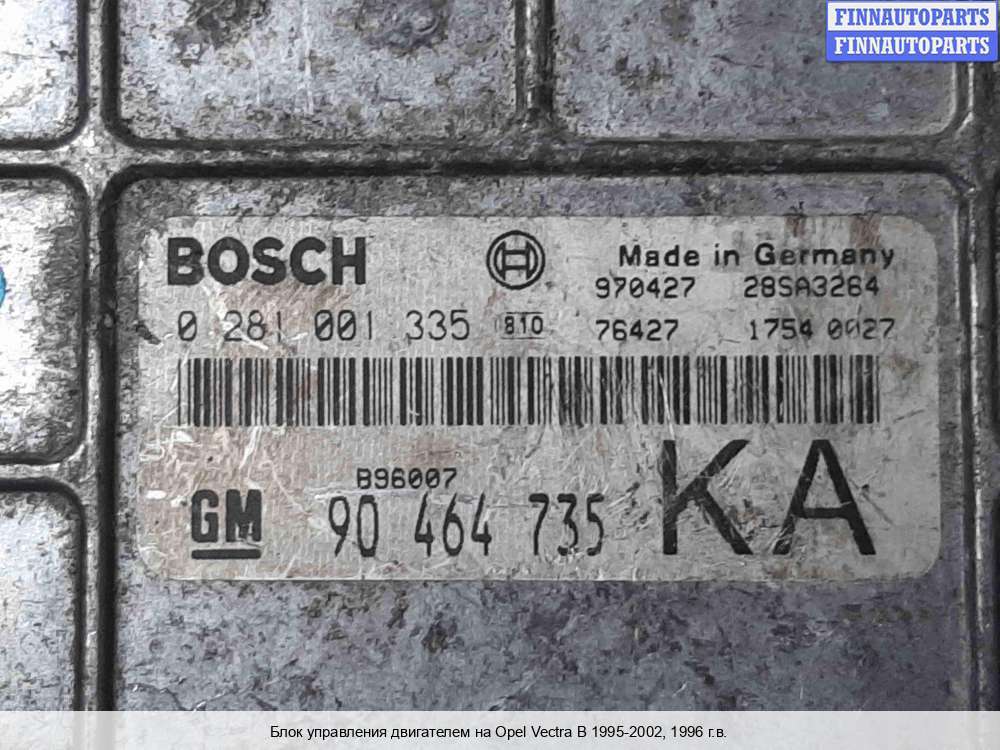 FINNAUTOPARTS
FINNAUTOPARTS
BOSCH Made in Germany
970427 28SA3264
0 281 001 335 810 76427 1754 0027
B96007
GM 90 464 735 KA
Блок управления двигателем на Opel Vectra B 1995-2002, 1996 г.в.